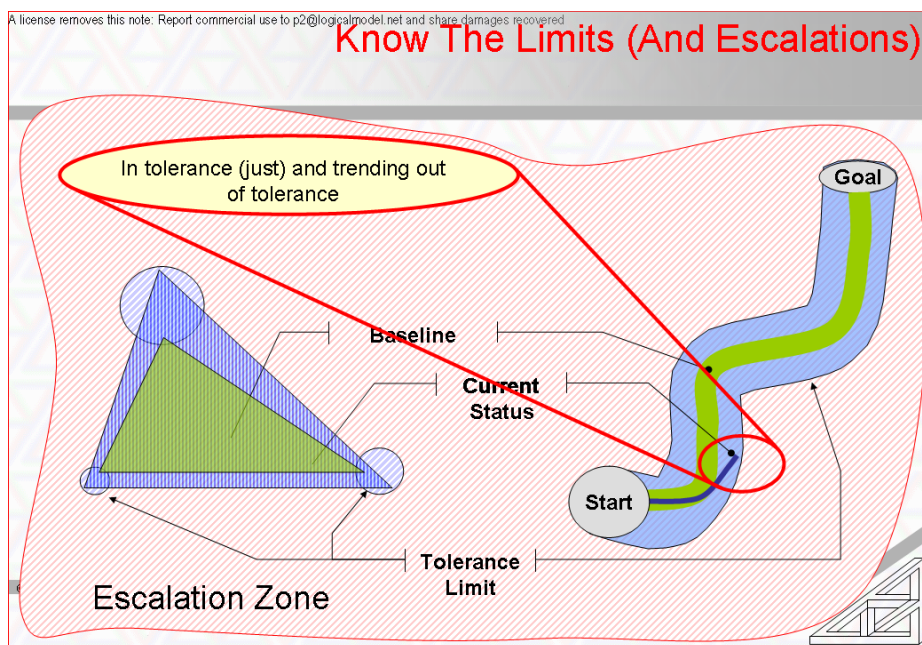 A license removes this note: Report commercial use to p2@logicalmodel.net and share damages recovered
Know The Limits (And Escalations)
In tolerance (just) and trending out
of tolerance
Goal
Baseline
Current
Status
Start
Tolerance
Limit
Escalation Zone